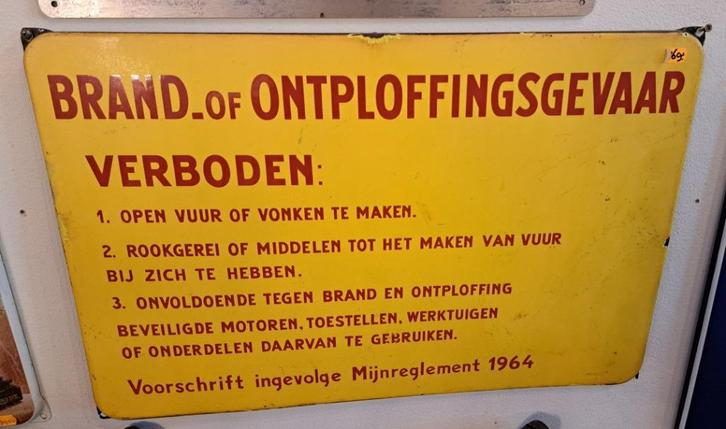 BRAND-OF ONTPLOFFINGSGEVAAR
VERBODEN:
1. OPEN VUUR OF VONKEN TE MAKEN.
2. ROOKGEREI OF MIDDELEN TOT HET MAKEN VAN VUUR
BIJ ZICH TE HEBBEN.
3. ONVOLDOENDE TEGEN BRAND EN ONTPLOFFING
BEVEILIGDE MOTOREN, TOESTELLEN, WERKTUIGEN
OF ONDERDELEN DAARVAN TE GEBRUIKEN.
Voorschrift ingevolge Mijnreglement 1964